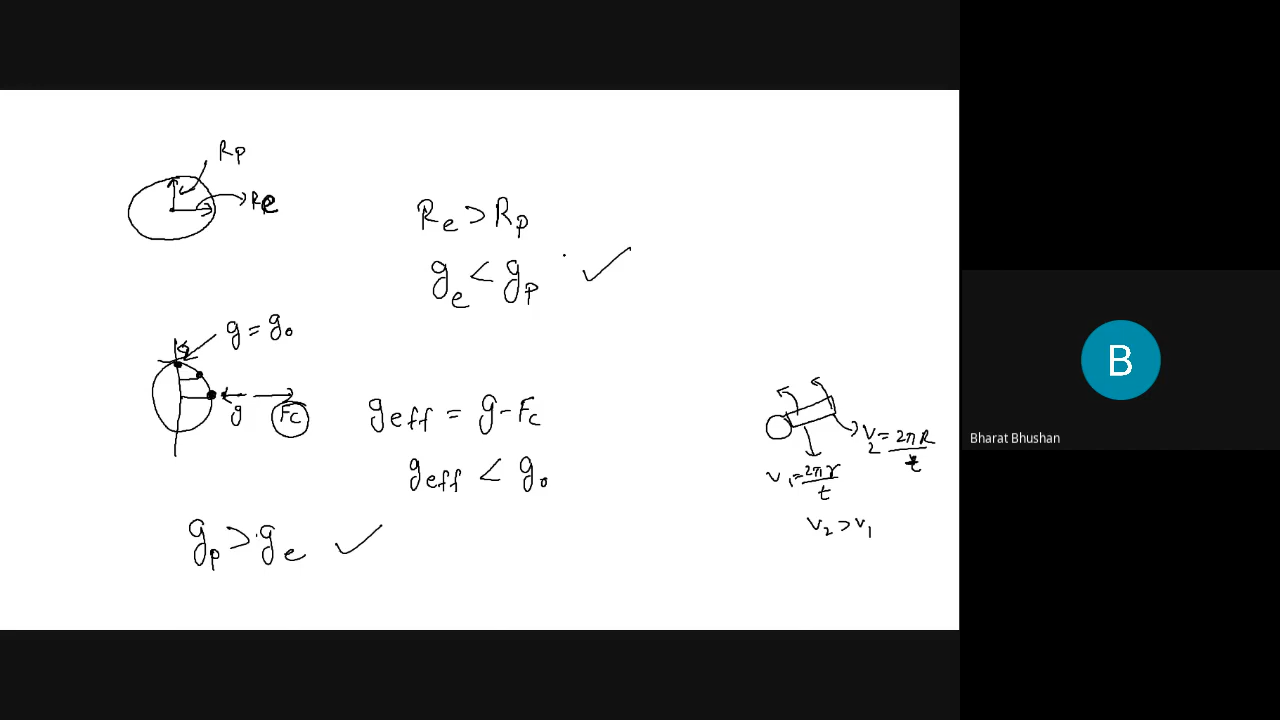 Rp
Re
Re > Rp
ge < gp
g = g₀
g
Fc
geff = g - Fc
geff < g₀
gp > ge
V₂ = 2πR/t
V₁ = 2πr/t
V₂ > V₁
B
Bharat Bhushan